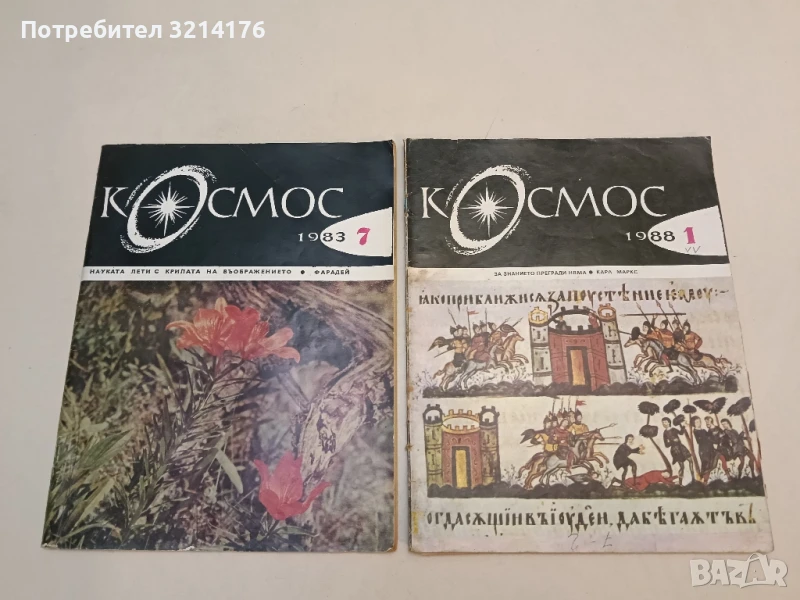 Потребител 3214176
КОСМОС
1983 7
НАУКАТА ЛЕТИ С КРИЛАТА НА ВЪОБРАЖЕНИЕТО ● ФАРАДЕЙ
КОСМОС
1988 1
ЗА ЗНАНИЕТО ПРЕГРАДИ НЯМА ● КАРЛ МАРКС
BAZAR